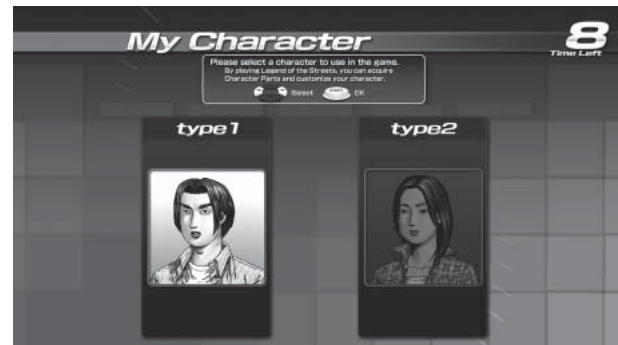 My Character
8
Time Left
Please select a character to use in the game.
By playing Legend of the Streets, you can acquire
Character Parts and customize your character.
Select START OK
type1
type2